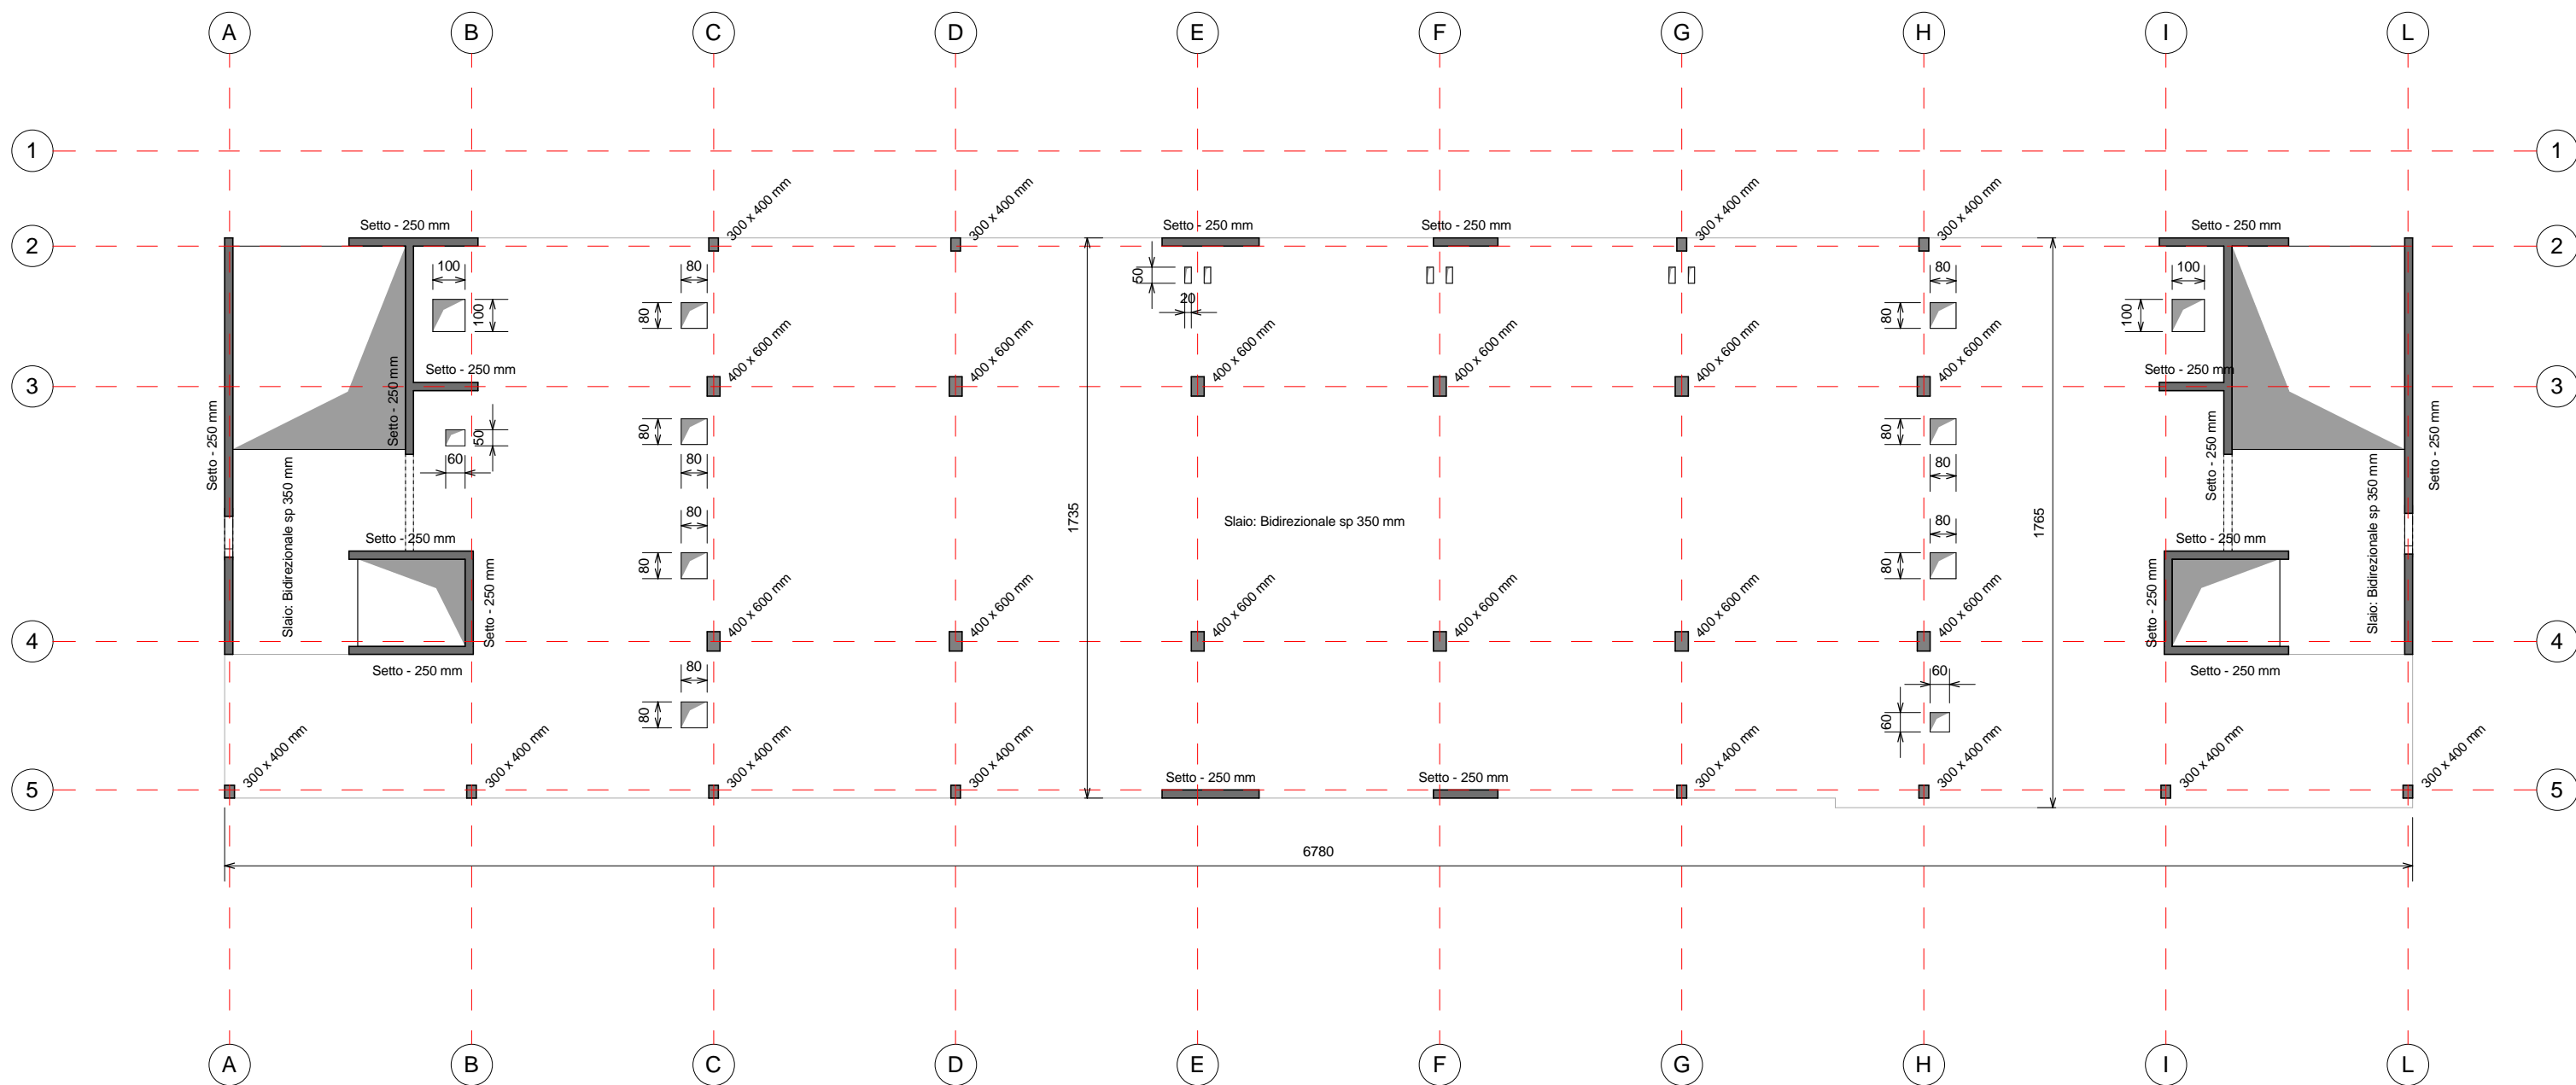 A B C D E F G H I L
1 1
300 x 400 mm 300 x 400 mm 300 x 400 mm 300 x 400 mm
Setto - 250 mm Setto - 250 mm Setto - 250 mm Setto - 250 mm
2 2
100 80 80 100
50
100 80 20 80 100
400 x 600 mm 400 x 600 mm 400 x 600 mm 400 x 600 mm 400 x 600 mm 400 x 600 mm
Setto - 250 mm Setto - 250 mm
3 3
Setto - 250 mm
Setto - 250 mm
Setto - 250 mm
Setto - 250 mm
50 80 80
60 80 80
Slaio: Bidirezionale sp 350 mm
Slaio: Bidirezionale sp 350 mm
80 80
1735
Slaio: Bidirezionale sp 350 mm
1765
Setto - 250 mm Setto - 250 mm
80 80
Setto - 250 mm
Setto - 250 mm
400 x 600 mm 400 x 600 mm 400 x 600 mm 400 x 600 mm 400 x 600 mm 400 x 600 mm
4 4
Setto - 250 mm Setto - 250 mm
80 60
80 60
300 x 400 mm 300 x 400 mm 300 x 400 mm 300 x 400 mm 300 x 400 mm 300 x 400 mm 300 x 400 mm 300 x 400 mm
Setto - 250 mm Setto - 250 mm
5 5
6780
A B C D E F G H I L